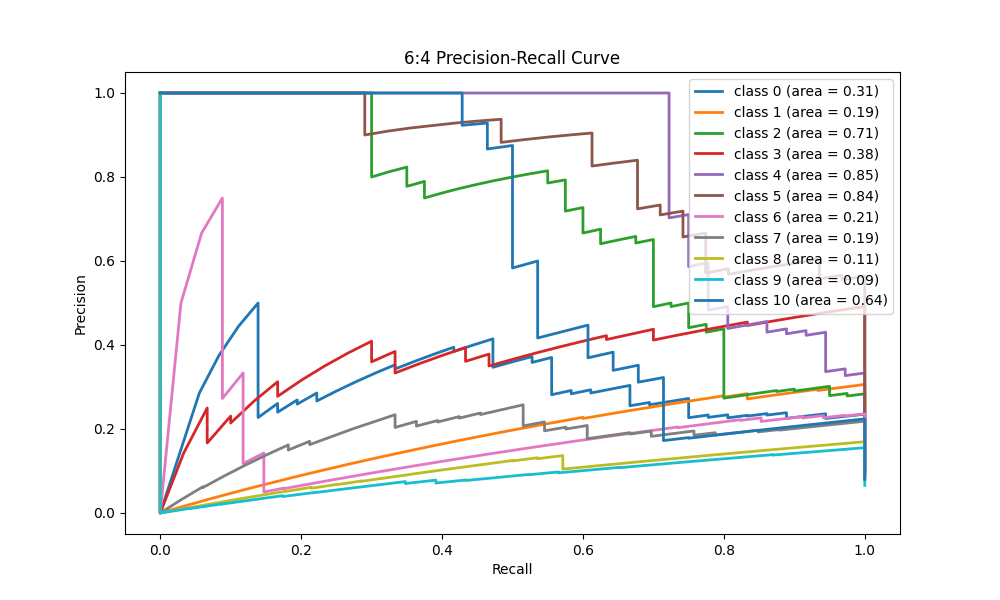 6:4 Precision-Recall Curve
class 0 (area = 0.31)
class 1 (area = 0.19)
class 2 (area = 0.71)
class 3 (area = 0.38)
class 4 (area = 0.85)
class 5 (area = 0.84)
class 6 (area = 0.21)
class 7 (area = 0.19)
class 8 (area = 0.11)
class 9 (area = 0.09)
class 10 (area = 0.64)
Precision
1.0
0.8
0.6
0.4
0.2
0.0
0.0 0.2 0.4 0.6 0.8 1.0
Recall